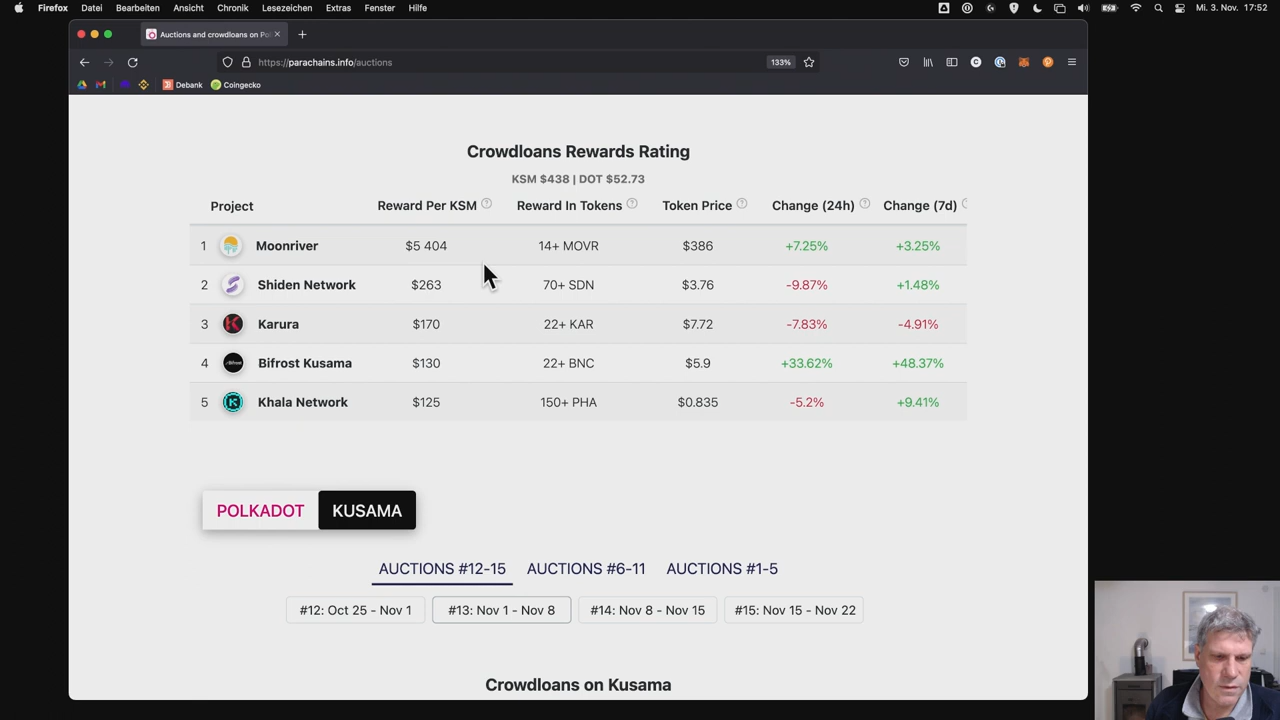 Firefox Datei Bearbeiten Ansicht Chronik Lesezeichen Extras Fenster Hilfe Mi. 3. Nov. 17:52
Auctions and crowdloans on Pol
https://parachains.info/auctions 133%
Debank Coingecko
Crowdloans Rewards Rating
KSM $438 | DOT $52.73
Project Reward Per KSM Reward In Tokens Token Price Change (24h) Change (7d)
1 Moonriver $5 404 14+ MOVR $386 +7.25% +3.25%
2 Shiden Network $263 70+ SDN $3.76 -9.87% +1.48%
3 Karura $170 22+ KAR $7.72 -7.83% -4.91%
4 Bifrost Kusama $130 22+ BNC $5.9 +33.62% +48.37%
5 Khala Network $125 150+ PHA $0.835 -5.2% +9.41%
POLKADOT KUSAMA
AUCTIONS #12-15 AUCTIONS #6-11 AUCTIONS #1-5
#12: Oct 25 - Nov 1 #13: Nov 1 - Nov 8 #14: Nov 8 - Nov 15 #15: Nov 15 - Nov 22
Crowdloans on Kusama